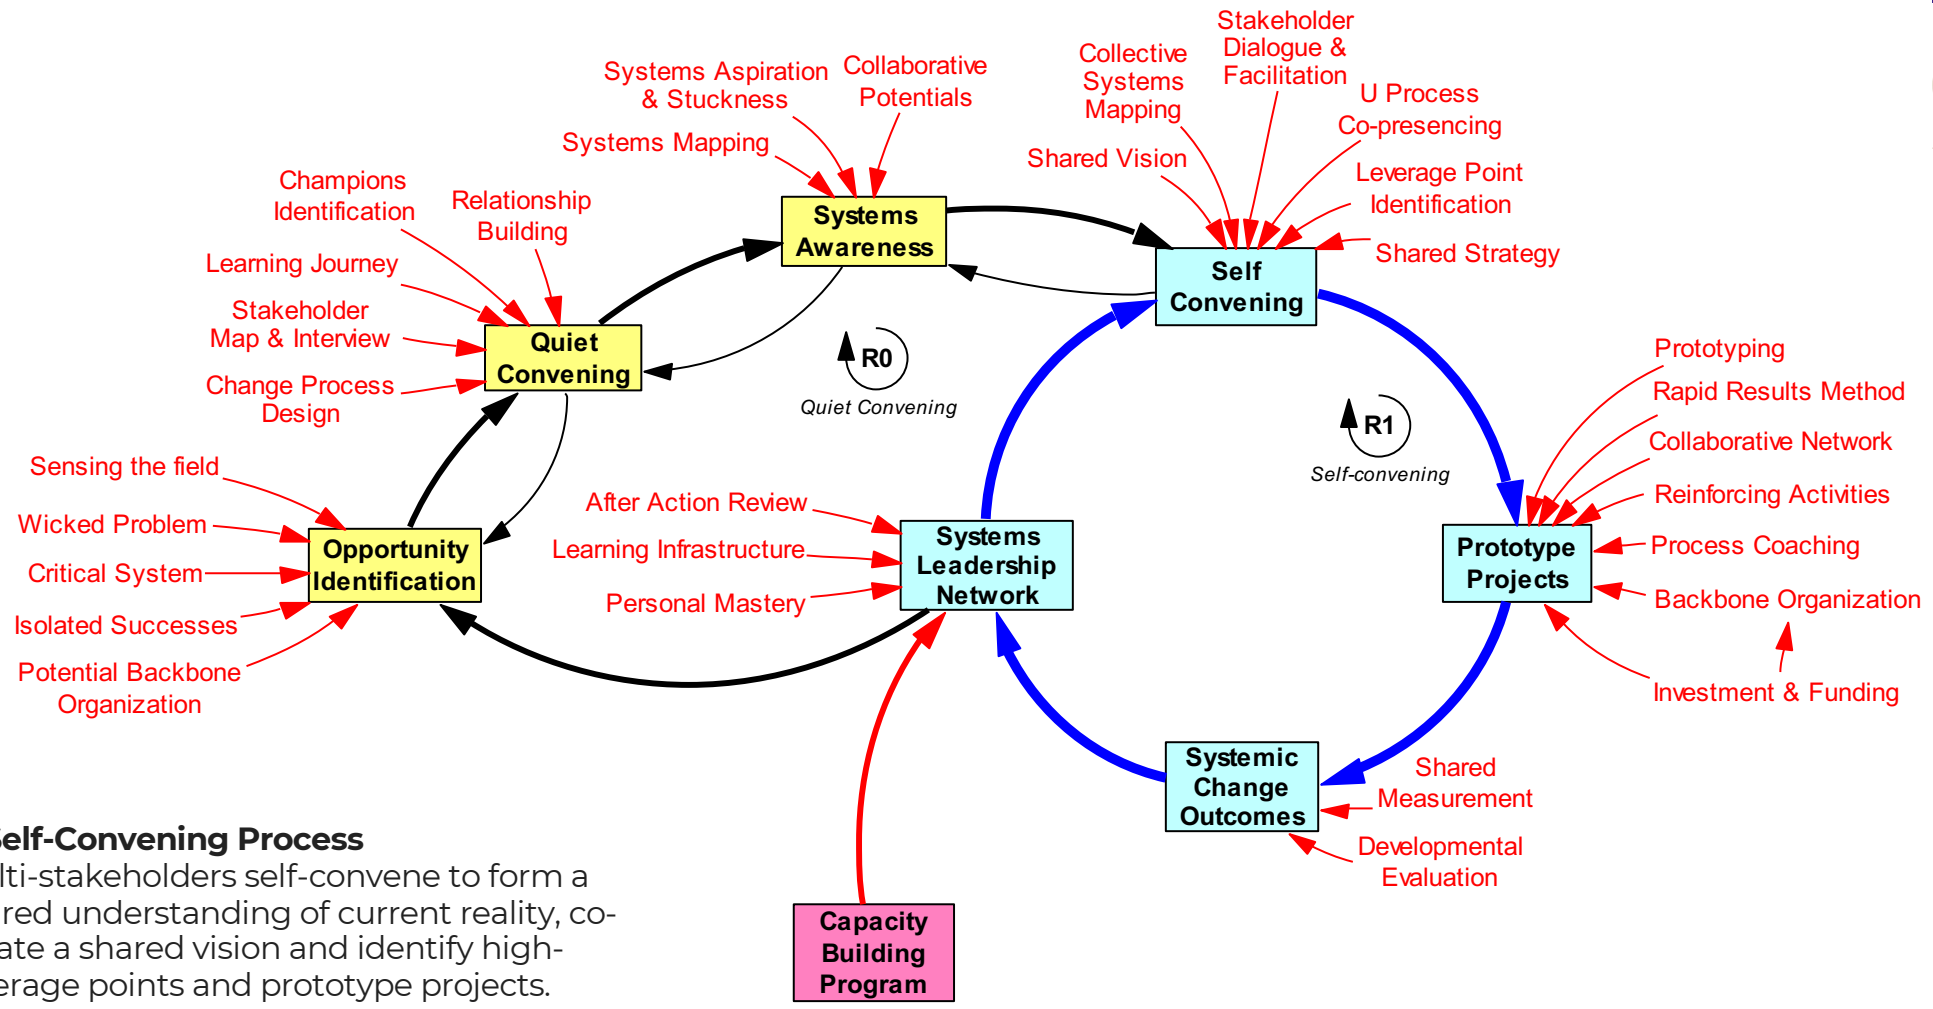 Stakeholder
Dialogue &
Facilitation
Collective
Systems
Mapping
Systems Aspiration
& Stuckness
Collaborative
Potentials
U Process
Co-presencing
Systems Mapping
Shared Vision
Leverage Point
Identification
Champions
Identification
Relationship
Building
Systems
Awareness
Shared Strategy
Learning Journey
Self
Convening
Stakeholder
Map & Interview
Quiet
Convening
R0
Quiet Convening
Change Process
Design
R1
Self-convening
Prototyping
Rapid Results Method
Collaborative Network
Reinforcing Activities
Process Coaching
Backbone Organization
Investment & Funding
Prototype
Projects
Sensing the field
Wicked Problem
Critical System
Isolated Successes
Potential Backbone
Organization
Opportunity
Identification
After Action Review
Learning Infrastructure
Personal Mastery
Systems
Leadership
Network
Systemic
Change
Outcomes
Shared
Measurement
Developmental
Evaluation
Capacity
Building
Program
Self-Convening Process
lti-stakeholders self-convene to form a
red understanding of current reality, co-
ate a shared vision and identify high-
erage points and prototype projects.